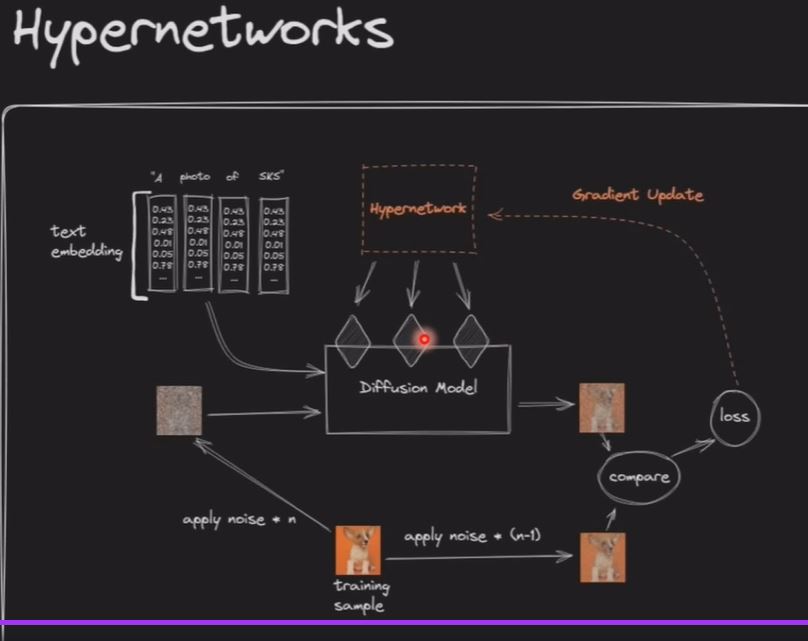 Hypernetworks
"A photo of SKS"
text
embedding
0.43 0.43 0.43 0.43
0.23 0.23 0.23 0.23
0.48 0.48 0.48 0.48
0.01 0.01 0.01 0.01
0.05 0.05 0.05 0.05
0.78 0.78 0.78 0.78
... ... ... ...
Hypernetwork
Gradient Update
Diffusion Model
loss
compare
apply noise * n
apply noise * (n-1)
training
sample